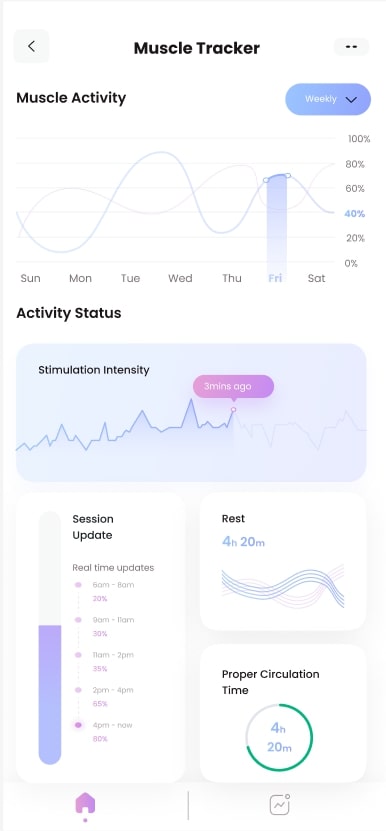 Muscle Tracker
Muscle Activity
Weekly
100%
80%
60%
40%
20%
0%
Sun Mon Tue Wed Thu Fri Sat
Activity Status
Stimulation Intensity
3mins ago
Session
Update
Real time updates
6am - 8am
20%
9am - 11am
30%
11am - 2pm
35%
2pm - 4pm
65%
4pm - now
60%
Rest
4h 20m
Proper Circulation
Time
4h
20m